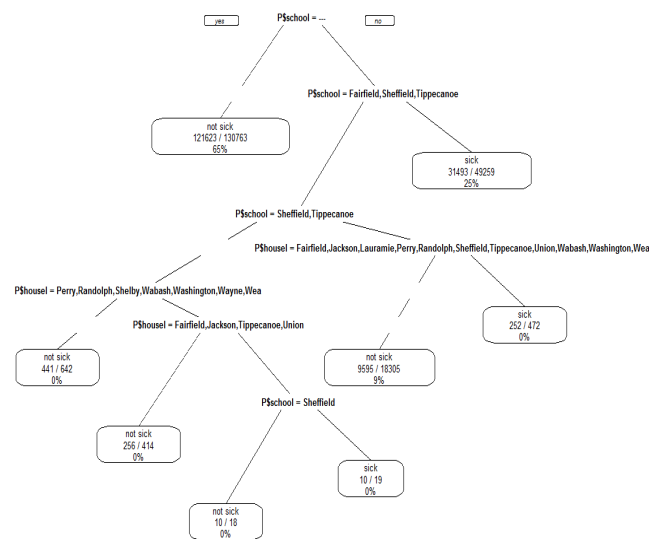 yes
P$school = ...
no
P$school = Fairfield,Sheffield,Tippecanoe
not sick
121623 / 130763
65%
sick
31493 / 49259
25%
P$school = Sheffield,Tippecanoe
P$housel = Fairfield,Jackson,Lauramie,Perry,Randolph,Sheffield,Tippecanoe,Union,Wabash,Washington,Wea
P$housel = Perry,Randolph,Shelby,Wabash,Washington,Wayne,Wea
P$housel = Fairfield,Jackson,Tippecanoe,Union
sick
252 / 472
0%
not sick
441 / 642
0%
not sick
9595 / 18305
9%
P$school = Sheffield
not sick
256 / 414
0%
sick
10 / 19
0%
not sick
10 / 18
0%